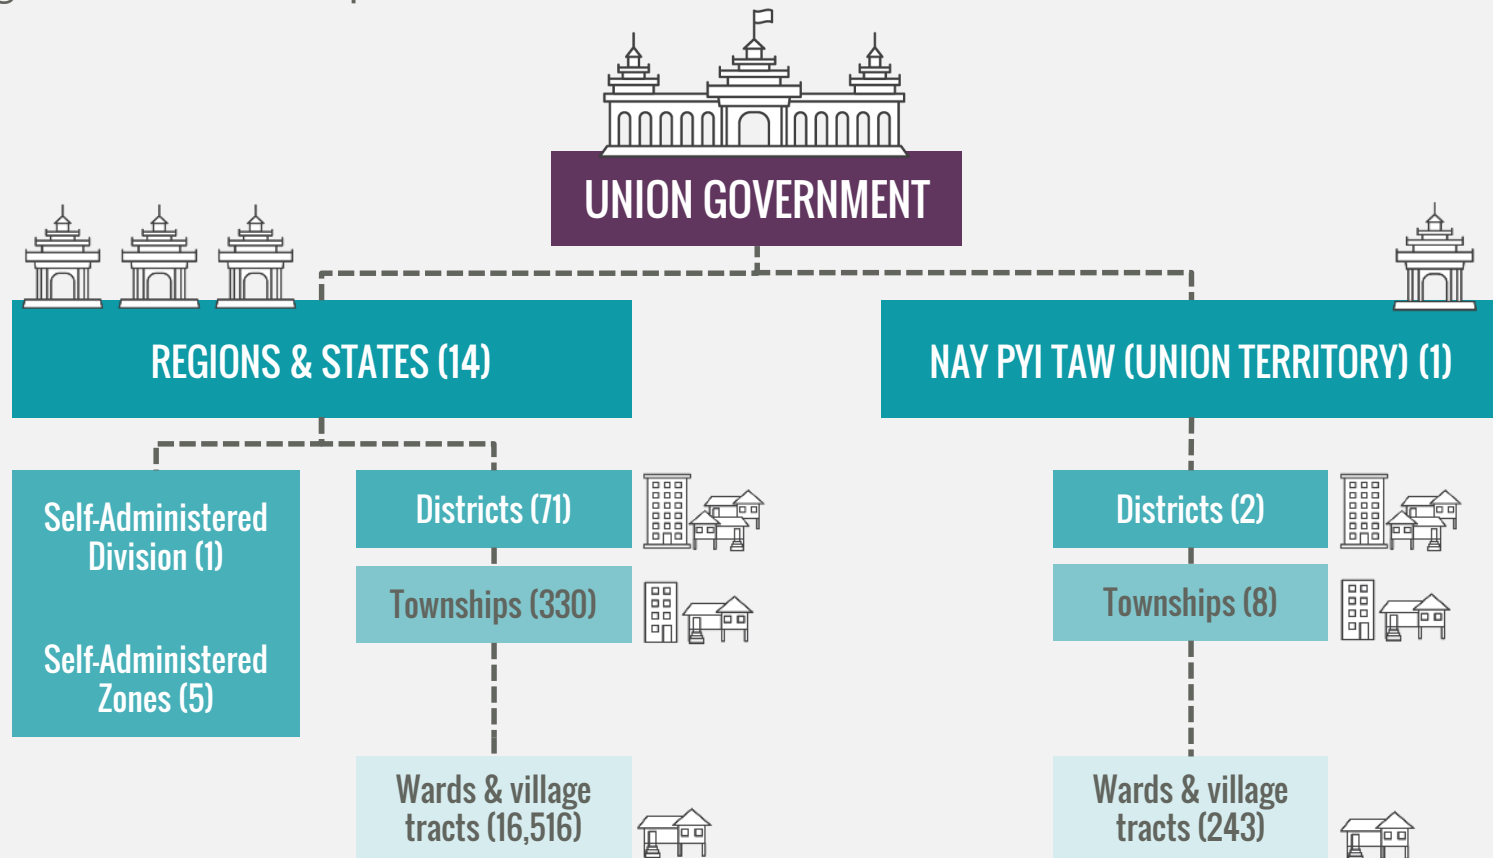 UNION GOVERNMENT
REGIONS & STATES (14)
NAY PYI TAW (UNION TERRITORY) (1)
Self-Administered
Division (1)
Self-Administered
Zones (5)
Districts (71)
Townships (330)
Wards & village
tracts (16,516)
Districts (2)
Townships (8)
Wards & village
tracts (243)